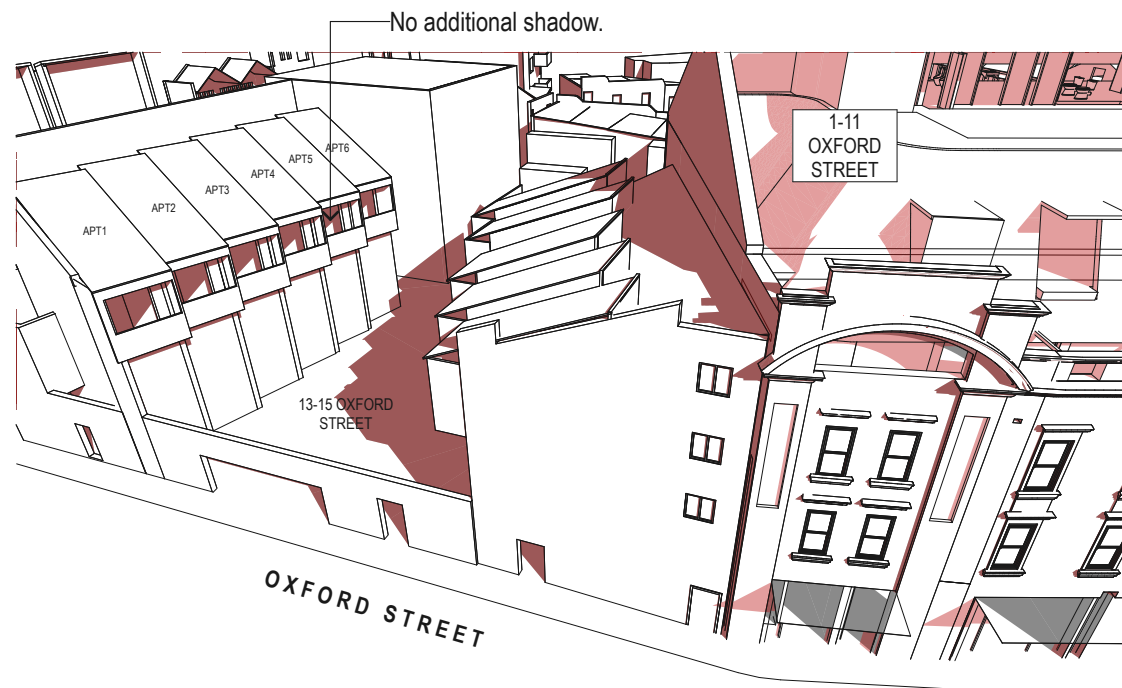 No additional shadow.
1-11
OXFORD
STREET
APT6
APT5
APT4
APT3
APT2
APT1
13-15 OXFORD
STREET
OXFORD STREET